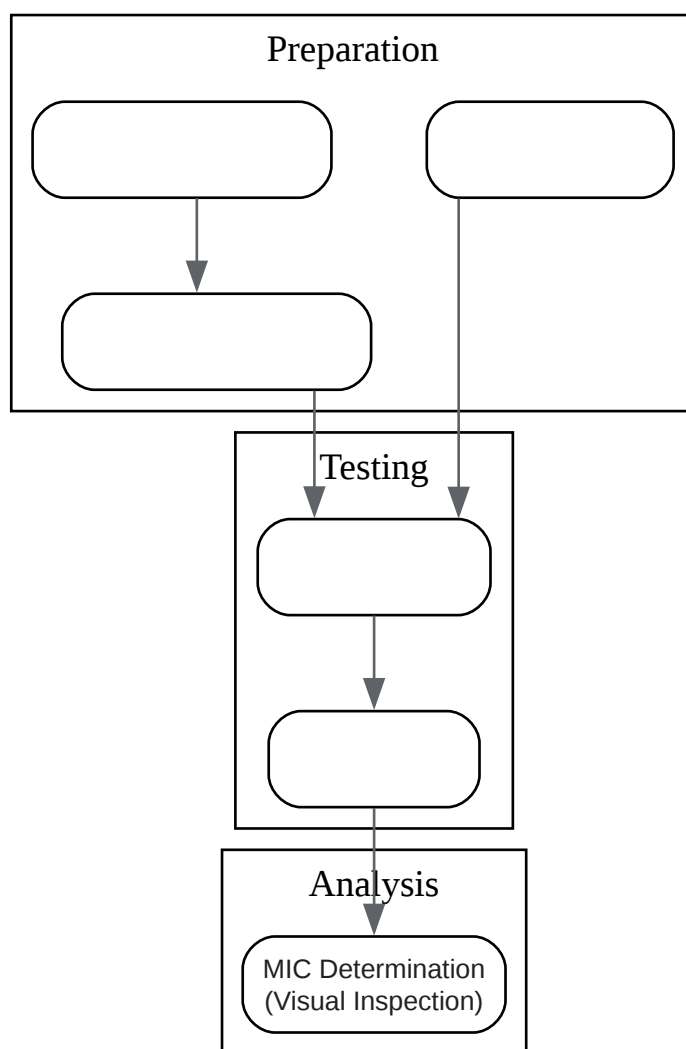 Preparation
Testing
Analysis
MIC Determination
(Visual Inspection)